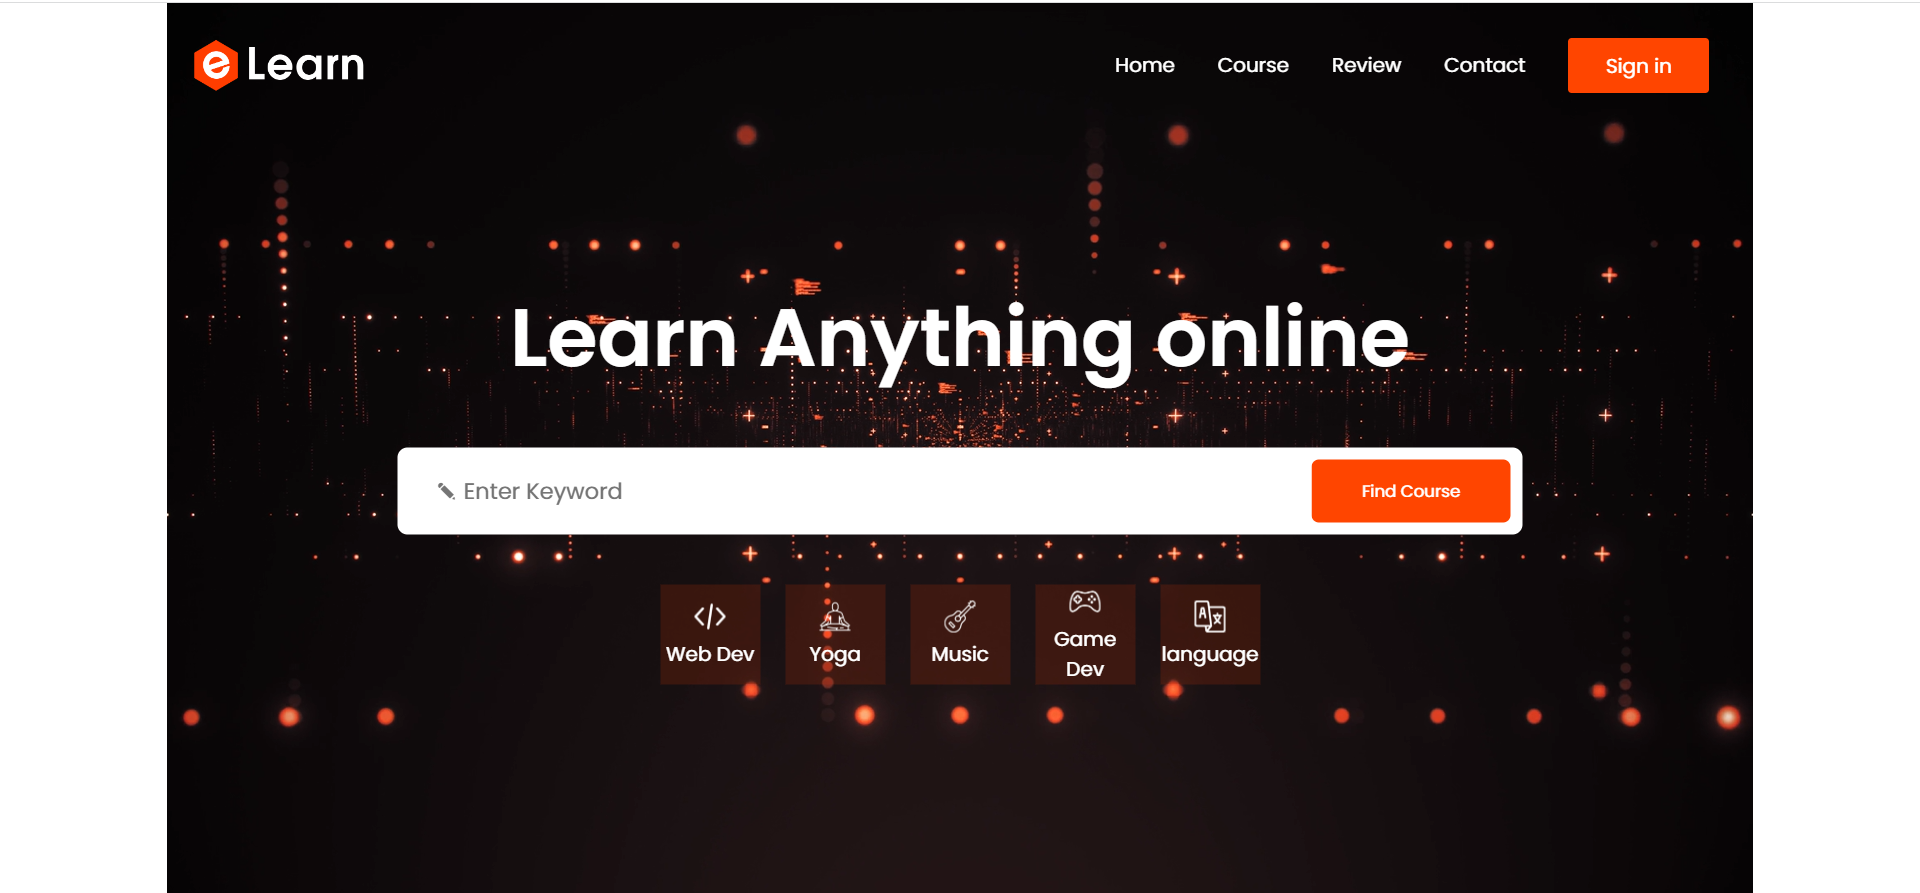 e Learn
Home Course Review Contact Sign in
Learn Anything online
Enter Keyword Find Course
Web Dev
Yoga
Music
Game
Dev
language